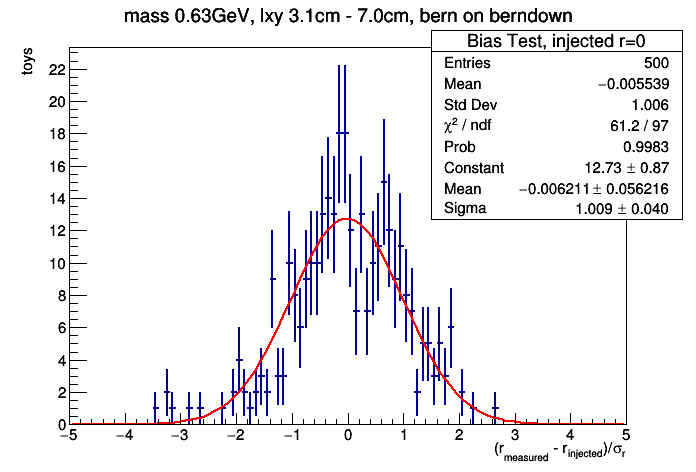 mass 0.63GeV, lxy 3.1cm - 7.0cm, bern on berndown
toys
Bias Test, injected r=0
Entries 500
Mean −0.005539
Std Dev 1.006
χ² / ndf 61.2 / 97
Prob 0.9983
Constant 12.73 ± 0.87
Mean −0.006211 ± 0.056216
Sigma 1.009 ± 0.040
22
20
18
16
14
12
10
8
6
4
2
0
−5 −4 −3 −2 −1 0 1 2 3 4 5
(r_measured - r_injected)/σ_r